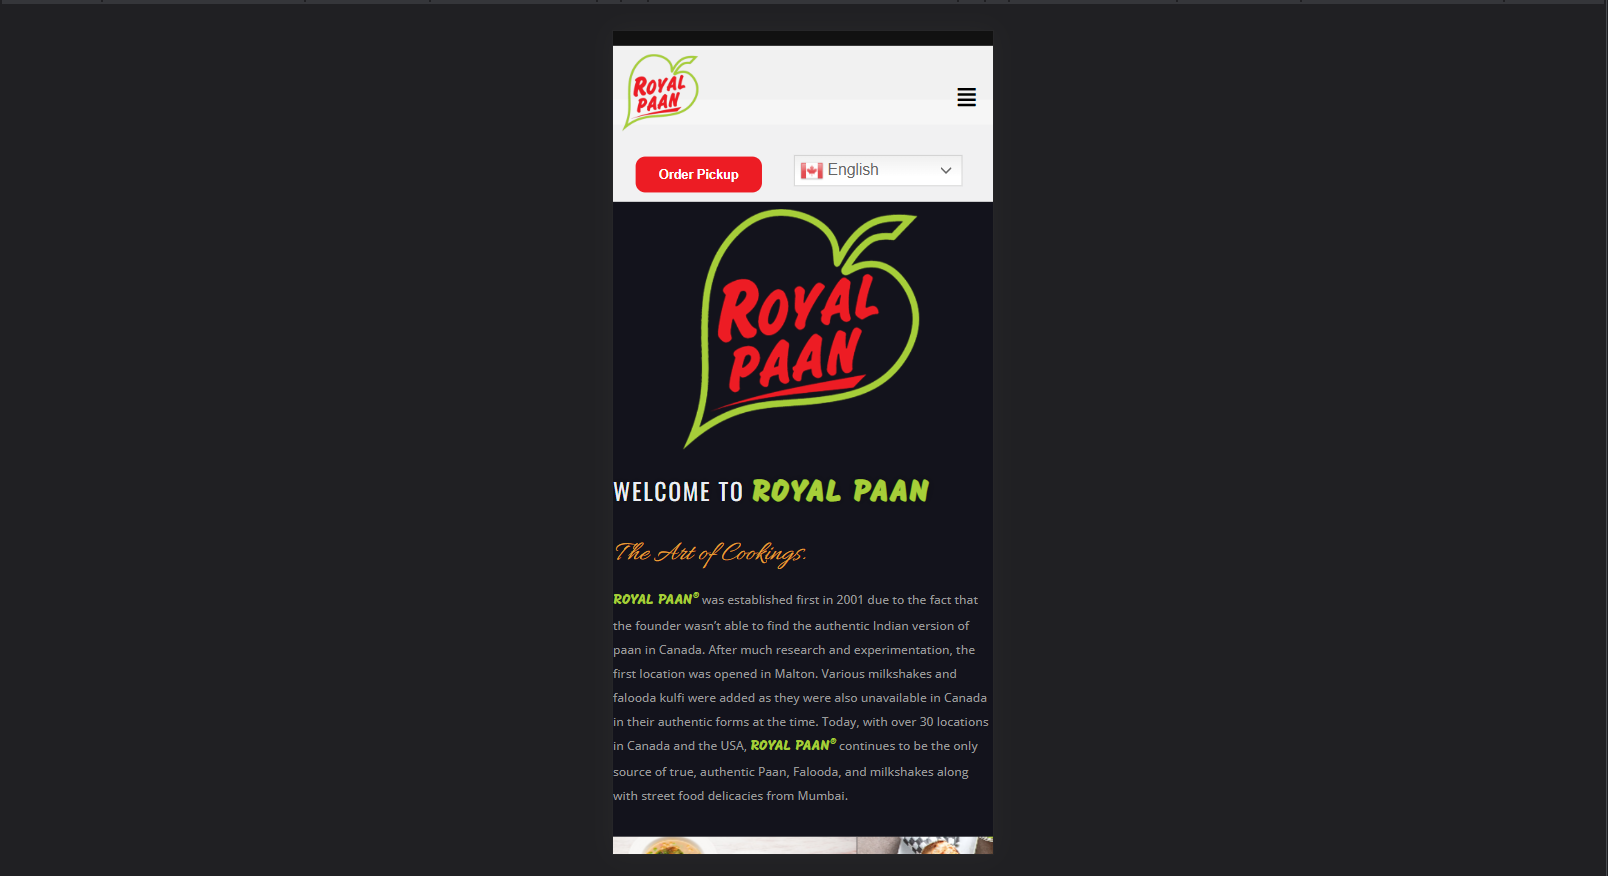 ROYAL
PAAN
Order Pickup
English
ROYAL
PAAN
WELCOME TO ROYAL PAAN
The Art of Cookings.
ROYAL PAAN® was established first in 2001 due to the fact that
the founder wasn’t able to find the authentic Indian version of
paan in Canada. After much research and experimentation, the
first location was opened in Malton. Various milkshakes and
falooda kulfi were added as they were also unavailable in Canada
in their authentic forms at the time. Today, with over 30 locations
in Canada and the USA, ROYAL PAAN® continues to be the only
source of true, authentic Paan, Falooda, and milkshakes along
with street food delicacies from Mumbai.